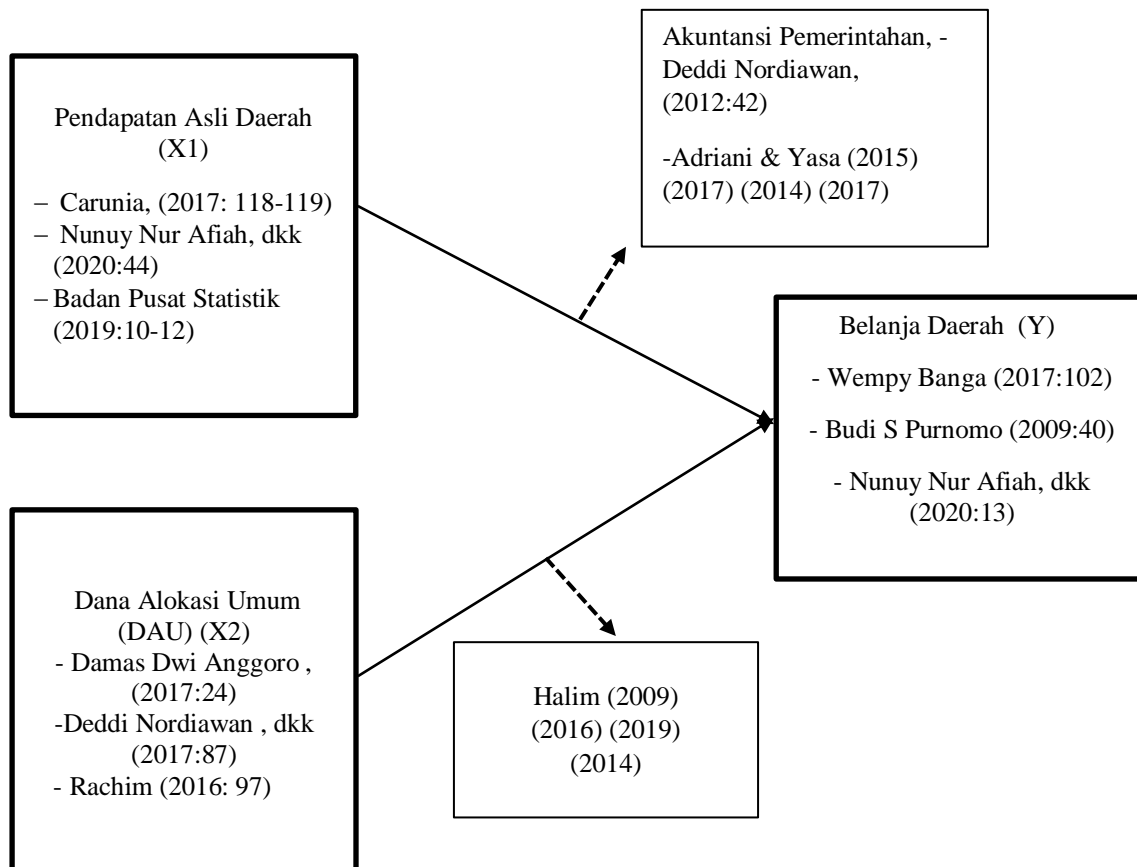 Pendapatan Asli Daerah
(X1)
– Carunia, (2017: 118-119)
– Nunuy Nur Afiah, dkk
(2020:44)
– Badan Pusat Statistik
(2019:10-12)
Akuntansi Pemerintahan, -
Deddi Nordiawan,
(2012:42)
-Adriani & Yasa (2015)
(2017) (2014) (2017)
Belanja Daerah (Y)
- Wempy Banga (2017:102)
- Budi S Purnomo (2009:40)
- Nunuy Nur Afiah, dkk
(2020:13)
Dana Alokasi Umum
(DAU) (X2)
- Damas Dwi Anggoro ,
(2017:24)
-Deddi Nordiawan , dkk
(2017:87)
- Rachim (2016: 97)
Halim (2009)
(2016) (2019)
(2014)